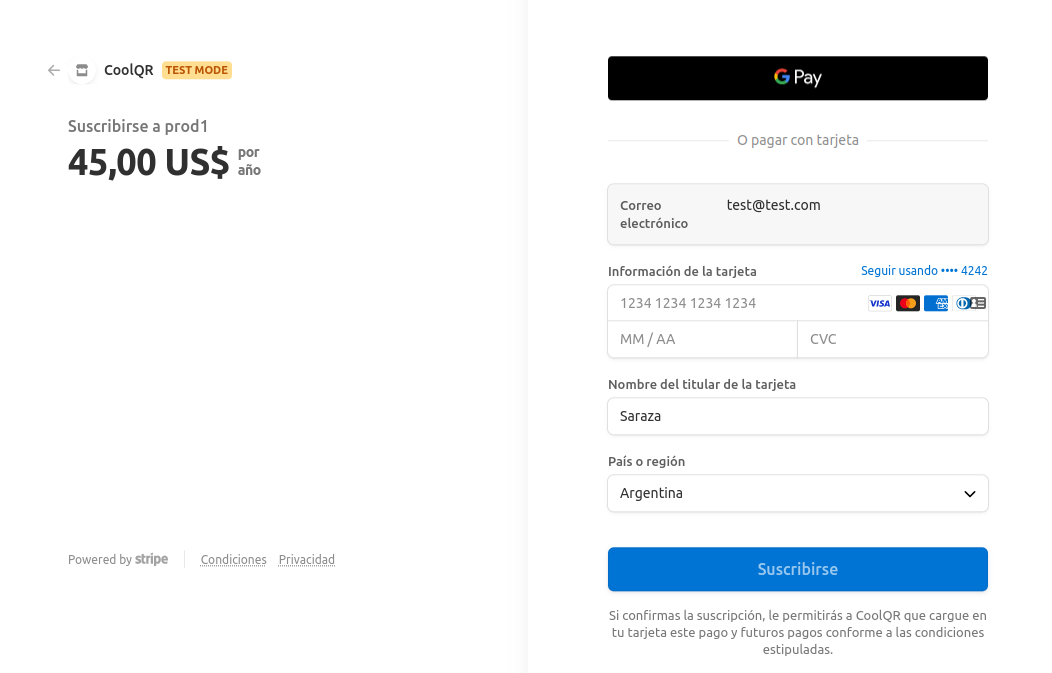 CoolQR TEST MODE
Suscribirse a prod1
45,00 US$ por
año
Powered by stripe Condiciones Privacidad
G Pay
O pagar con tarjeta
Correo
electrónico
test@test.com
Información de la tarjeta Seguir usando •••• 4242
1234 1234 1234 1234 VISA AM EX
MM / AA CVC
Nombre del titular de la tarjeta
Saraza
País o región
Argentina
Suscribirse
Si confirmas la suscripción, le permitirás a CoolQR que cargue en
tu tarjeta este pago y futuros pagos conforme a las condiciones
estipuladas.